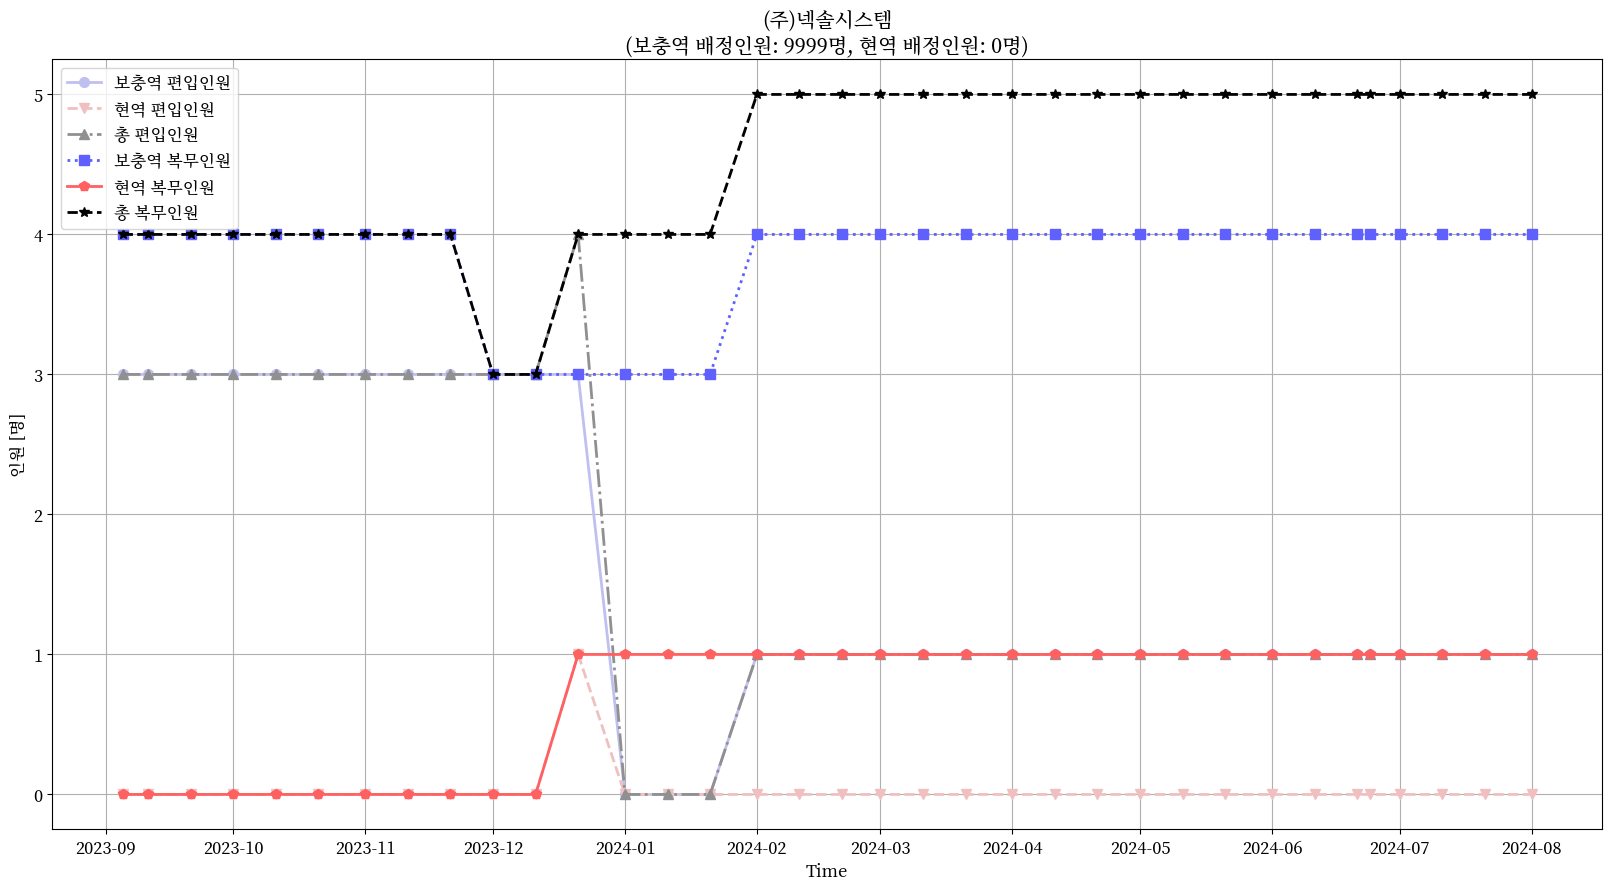 (주)넥솔시스템
(보충역 배정인원: 9999명, 현역 배정인원: 0명)
보충역 편입인원
현역 편입인원
총 편입인원
보충역 복무인원
현역 복무인원
총 복무인원
5
4
3
2
1
0
인원 [명]
2023-09 2023-10 2023-11 2023-12 2024-01 2024-02 2024-03 2024-04 2024-05 2024-06 2024-07 2024-08
Time